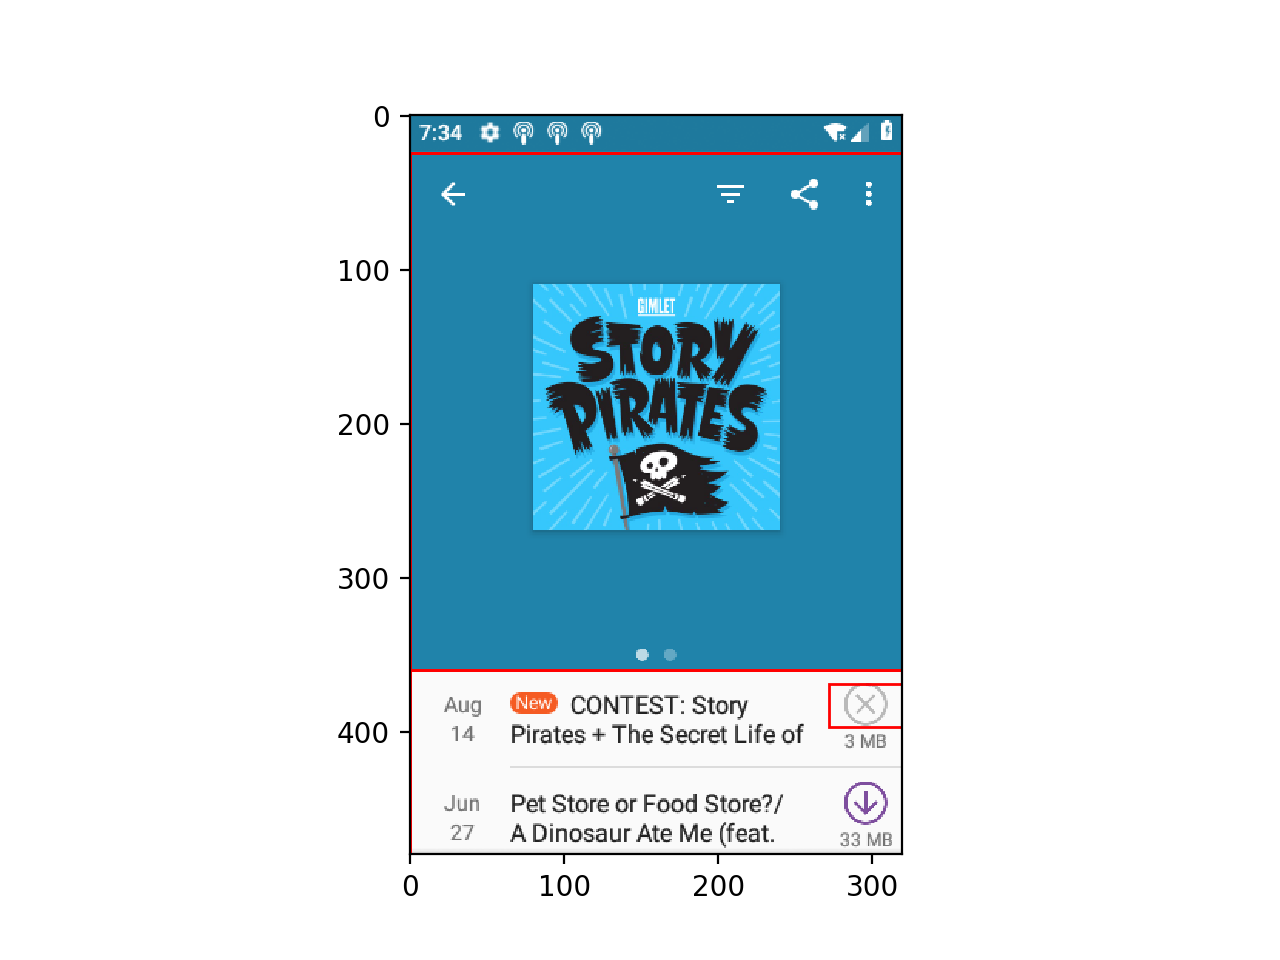 0
7:34
100
GIMLET
STORY
PIRATES
200
300
Aug
14
New CONTEST: Story
Pirates + The Secret Life of
3 MB
400
Jun
27
Pet Store or Food Store?/
A Dinosaur Ate Me (feat.
33 MB
0 100 200 300